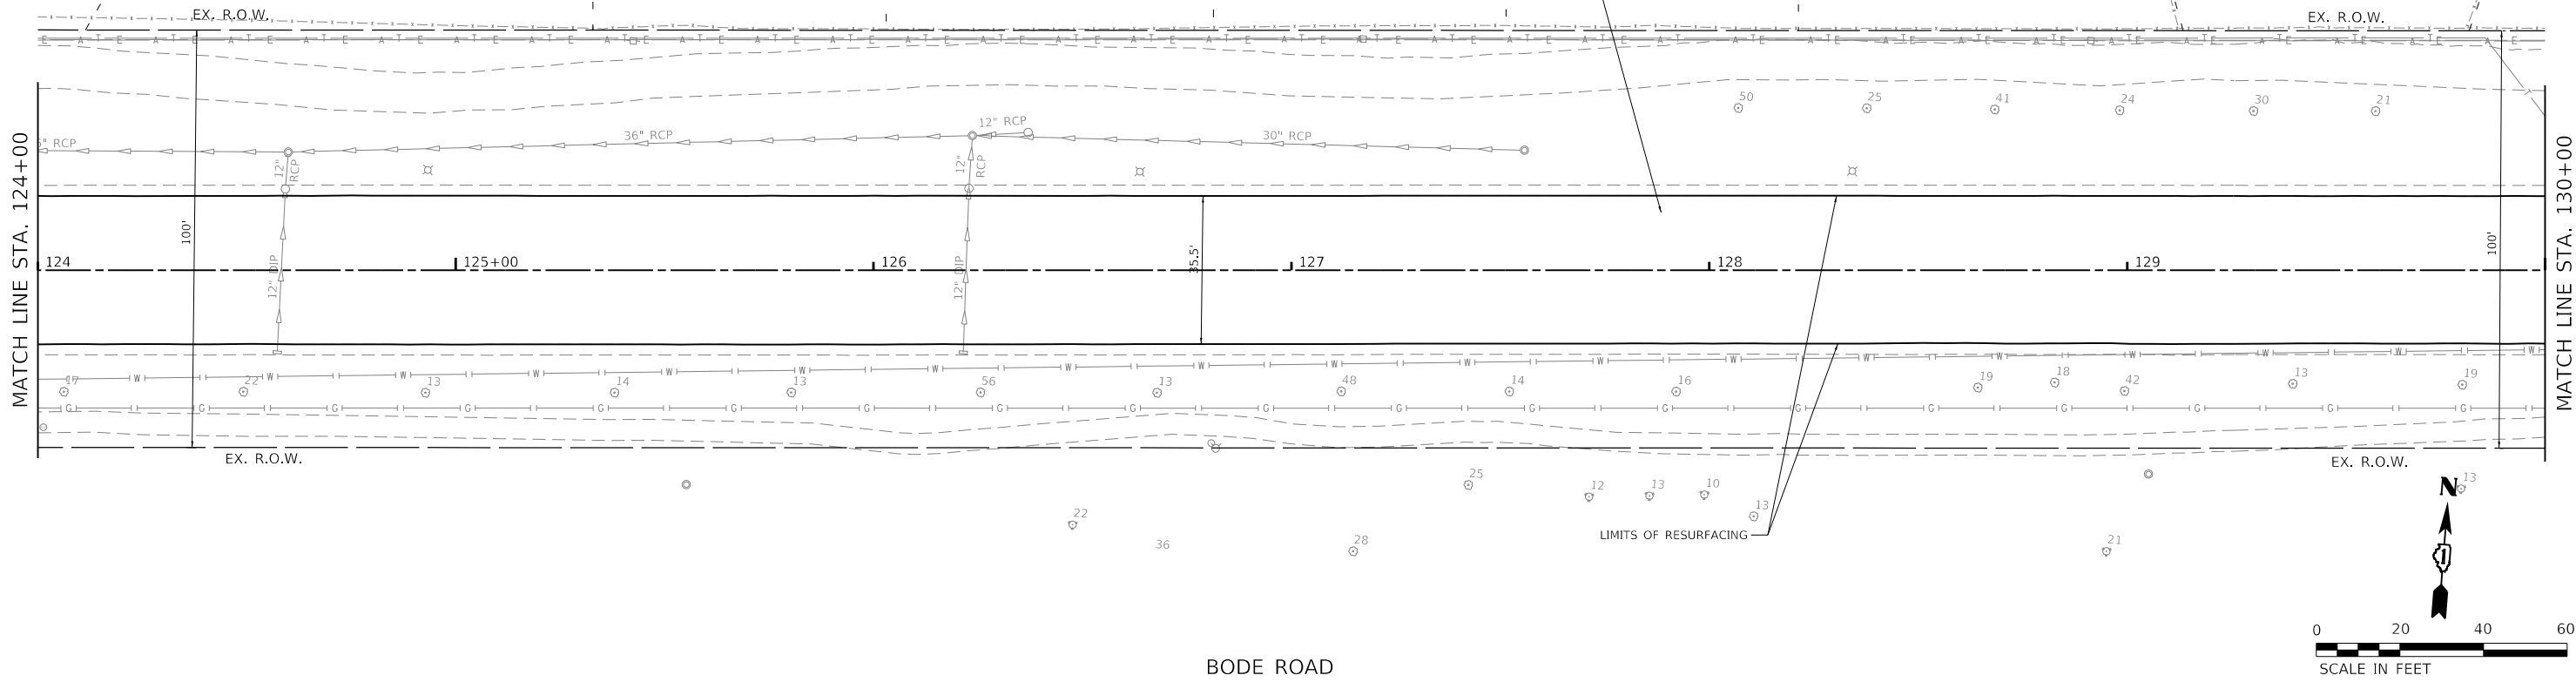 EX. R.O.W.
EX. R.O.W.
E A T E A T E A T E A T E A T E A T E A T E
50
25
41
24
30
21
12" RCP
36" RCP
30" RCP
" RCP
12" RCP
12" RCP
MATCH LINE STA. 124+00
MATCH LINE STA. 130+00
100'
35.5'
100'
124
125+00
126
127
128
129
12" DIP
12" DIP
W W W W W W W W W W W W W W W W W W W
17
22
13
14
13
56
13
48
14
16
19
18
42
13
19
G G G G G G G G G G G G G G G G G G G
EX. R.O.W.
EX. R.O.W.
25
12
13
10
13
13
22
36
28
21
LIMITS OF RESURFACING
N
1
0 20 40 60
SCALE IN FEET
BODE ROAD